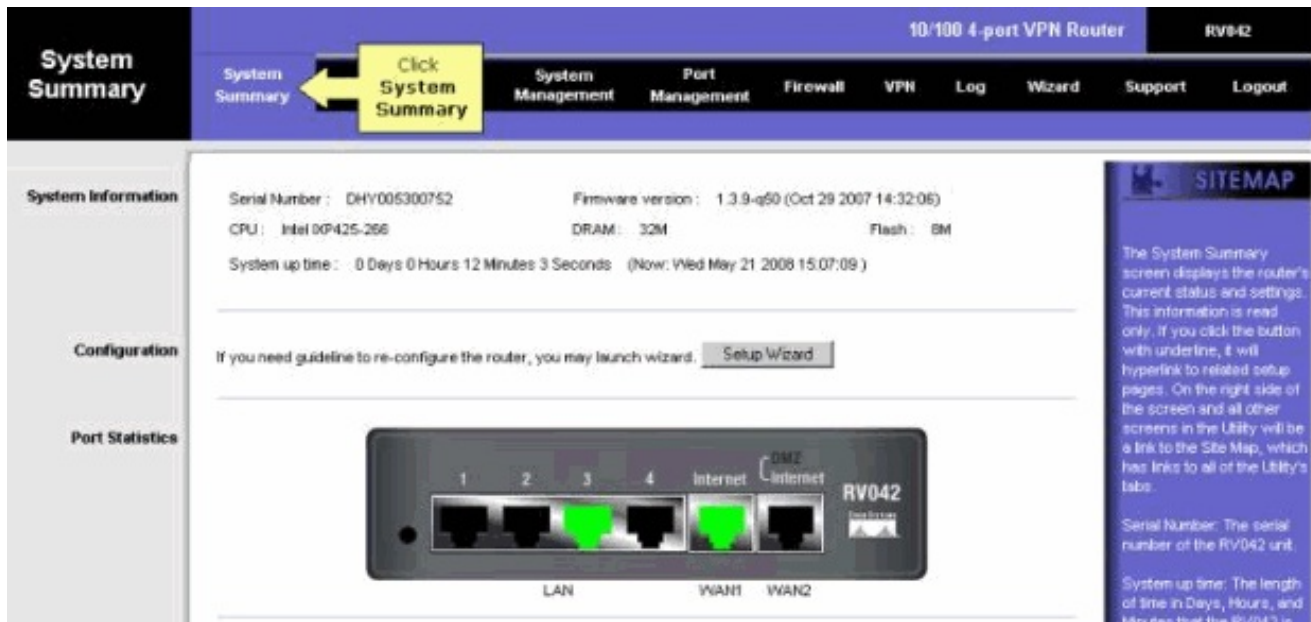 System Summary
10/100 4-port VPN Router
RV042
System Summary
Click System Summary
System Management
Port Management
Firewall
VPN
Log
Wizard
Support
Logout
System Information
Serial Number : DHY005300752
Firmware version : 1.3.9-q50 (Oct 29 2007 14:32:06)
CPU : Intel IXP425-266
DRAM : 32M
Flash : 8M
System up time : 0 Days 0 Hours 12 Minutes 3 Seconds (Now: Wed May 21 2008 15:07:09 )
Configuration
If you need guideline to re-configure the router, you may launch wizard.
Setup Wizard
Port Statistics
1 2 3 4 Internet
DMZ
Internet
RV042
LAN WAN1 WAN2
SITEMAP
The System Summary
screen displays the router's
current status and settings.
This information is read
only. If you click the button
with underline, it will
hyperlink to related setup
pages. On the right side of
the screen and all other
screens in the Utility will be
a link to the Site Map, which
has links to all of the Utility's
tabs.
Serial Number: The serial
number of the RV042 unit.
System up time: The length
of time in Days, Hours, and
Minutes that the RV042 is